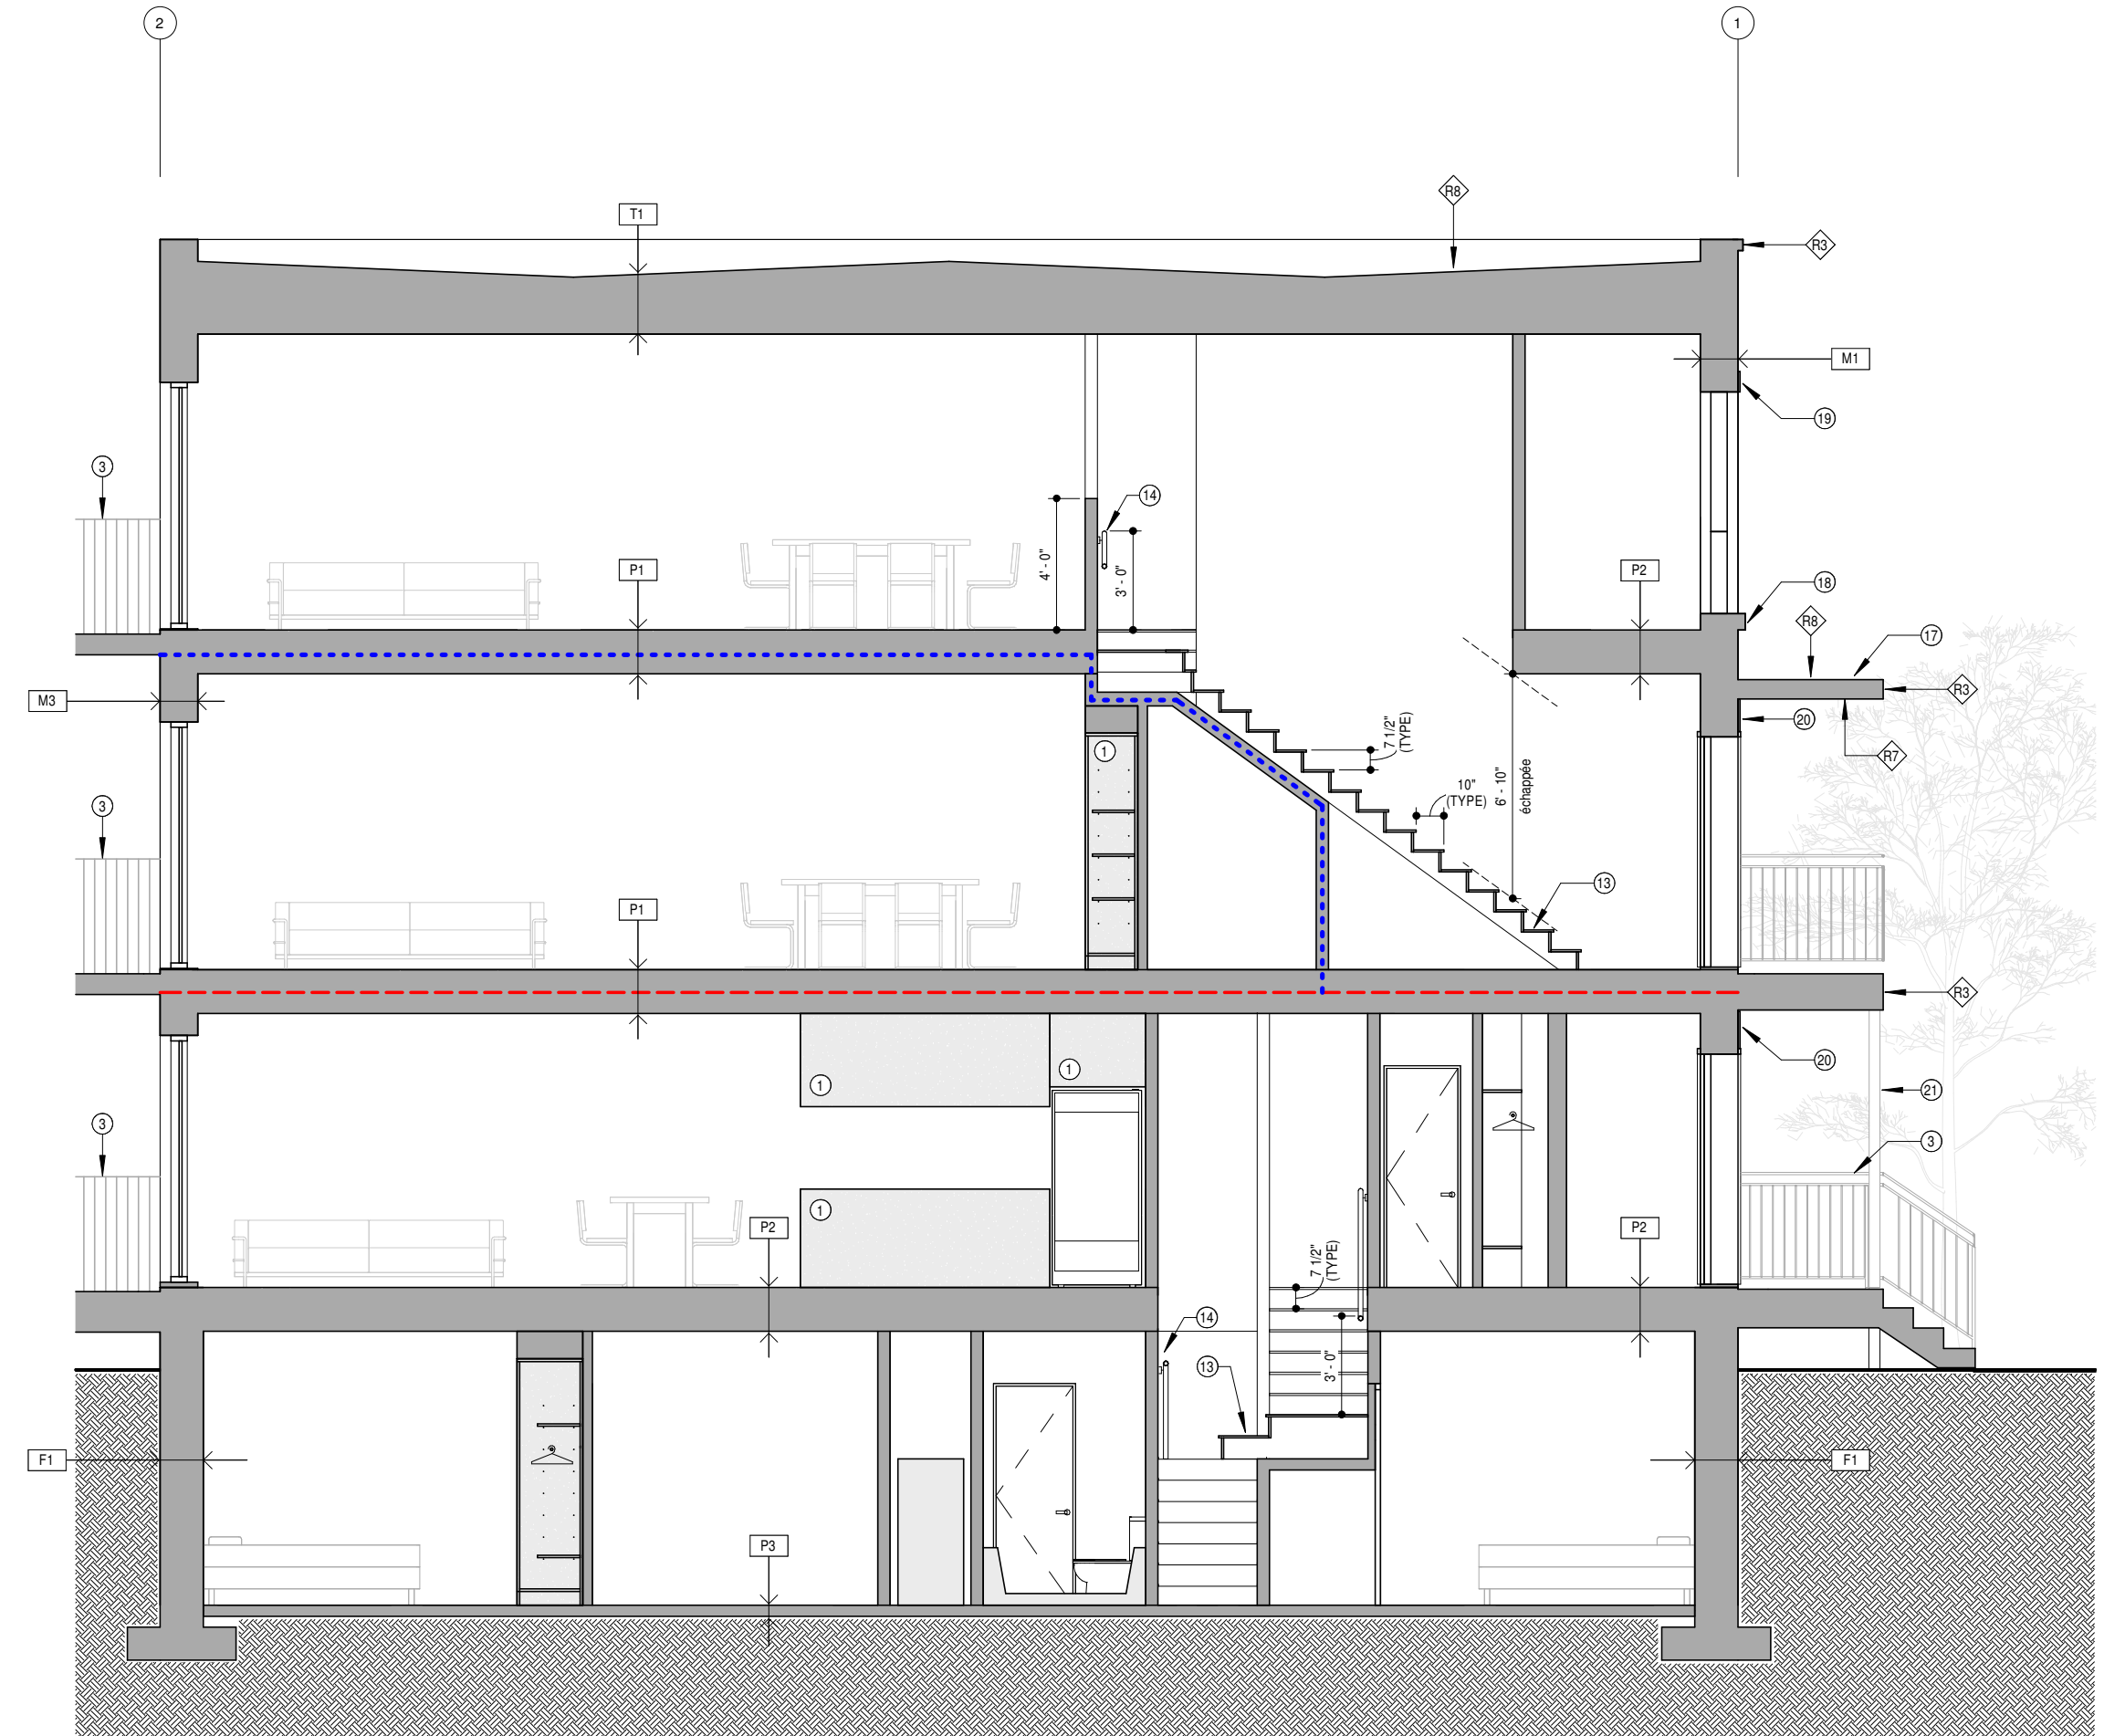 2
1
R8
T1
R3
M1
19
3
14
4' - 0"
3' - 0"
P1
P2
18
R8
17
M3
R3
20
1
7 1/2"
(TYPE)
R7
10"
(TYPE)
6' - 10"
échappée
3
13
P1
R3
1
1
20
21
3
3
1
P2
7 1/2"
(TYPE)
P2
14
13
3' - 0"
F1
F1
P3